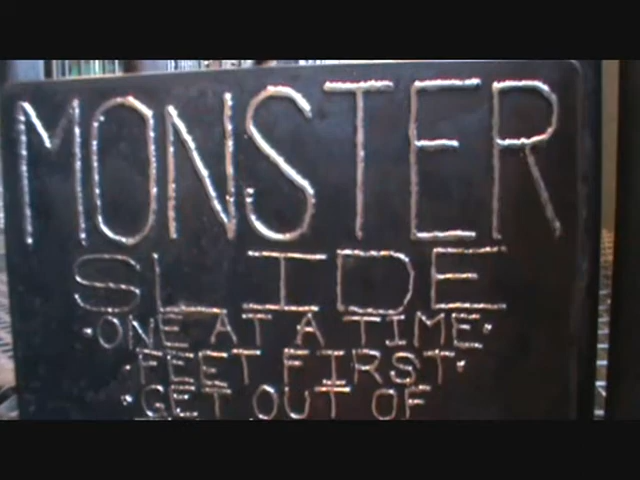 MONSTER
SLIDE
·ONE AT A TIME·
·FEET FIRST·
·GET OUT OF